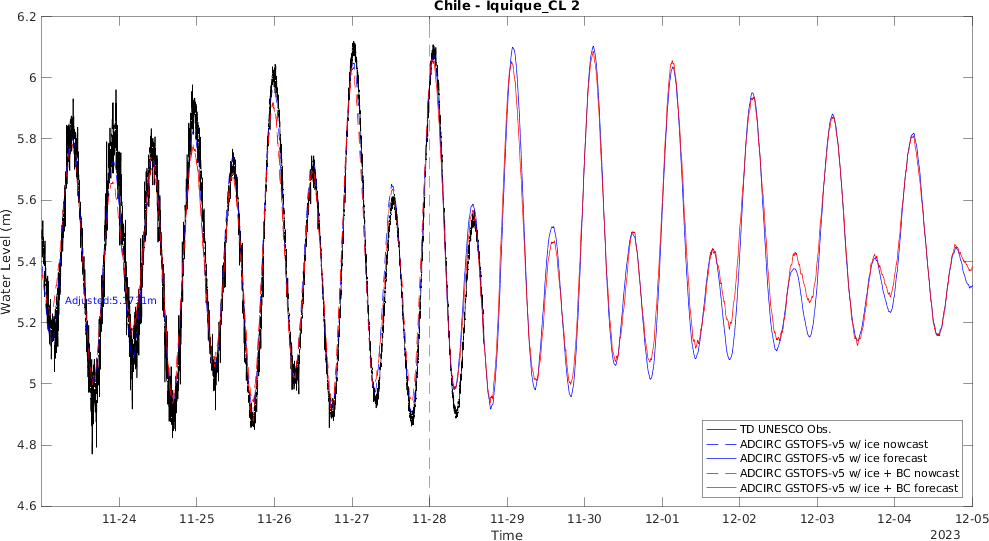 Chile - Iquique_CL 2
6.2
6
5.8
5.6
5.4
5.2
5
4.8
4.6
Water Level (m)
Adjusted:5.1731m
TD UNESCO Obs.
ADCIRC GSTOFS-v5 w/ ice nowcast
ADCIRC GSTOFS-v5 w/ ice forecast
ADCIRC GSTOFS-v5 w/ ice + BC nowcast
ADCIRC GSTOFS-v5 w/ ice + BC forecast
11-24 11-25 11-26 11-27 11-28 11-29 11-30 12-01 12-02 12-03 12-04 12-05
Time
2023